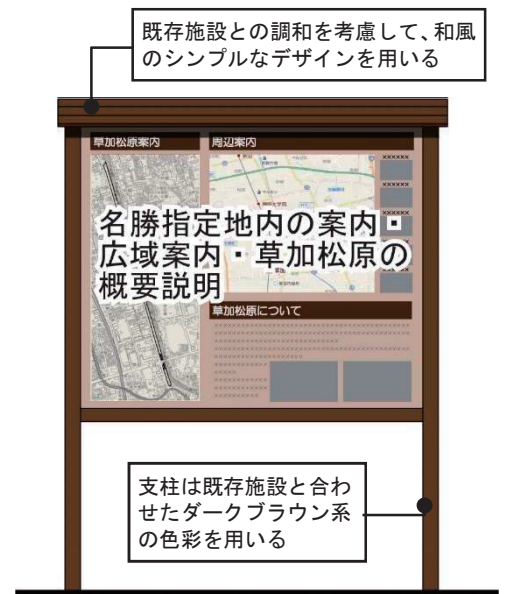 既存施設との調和を考慮して、和風
のシンプルなデザインを用いる
草加松原案内
周辺案内
××××××
××××××
名勝指定地内の案内・
広域案内・草加松原の
概要説明
草加松原について
支柱は既存施設と合わ
せたダークブラウン系
の色彩を用いる